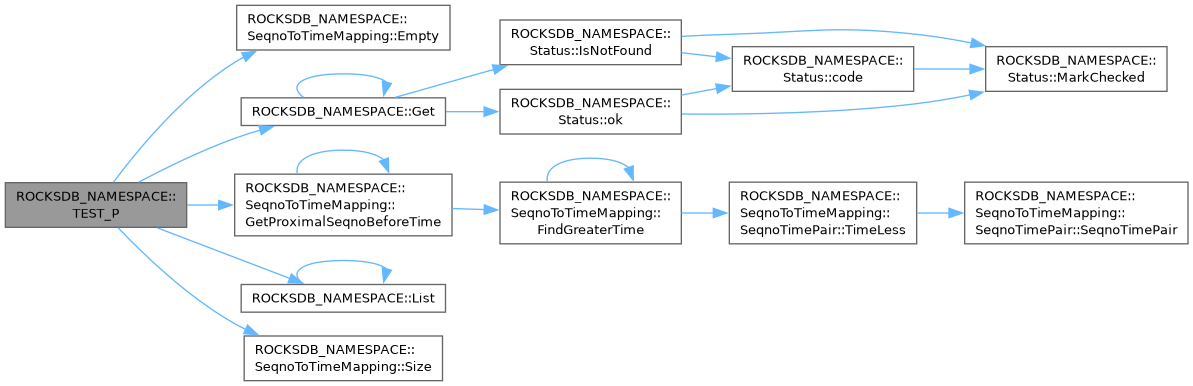 ROCKSDB_NAMESPACE::
TEST_P
ROCKSDB_NAMESPACE::
SeqnoToTimeMapping::Empty
ROCKSDB_NAMESPACE::Get
ROCKSDB_NAMESPACE::
Status::IsNotFound
ROCKSDB_NAMESPACE::
Status::code
ROCKSDB_NAMESPACE::
Status::MarkChecked
ROCKSDB_NAMESPACE::
Status::ok
ROCKSDB_NAMESPACE::
SeqnoToTimeMapping::
GetProximalSeqnoBeforeTime
ROCKSDB_NAMESPACE::
SeqnoToTimeMapping::
FindGreaterTime
ROCKSDB_NAMESPACE::
SeqnoToTimeMapping::
SeqnoTimePair::TimeLess
ROCKSDB_NAMESPACE::
SeqnoToTimeMapping::
SeqnoTimePair::SeqnoTimePair
ROCKSDB_NAMESPACE::List
ROCKSDB_NAMESPACE::
SeqnoToTimeMapping::Size